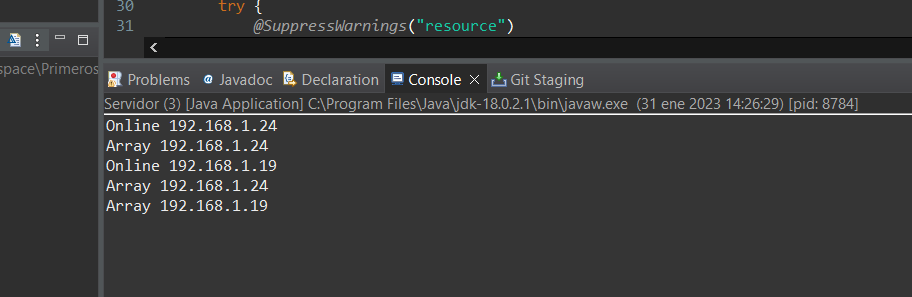 30 try {
31 @SuppressWarnings("resource")
space\Primeros
Problems Javadoc Declaration Console Git Staging
Servidor (3) [Java Application] C:\Program Files\Java\jdk-18.0.2.1\bin\javaw.exe (31 ene 2023 14:26:29) [pid: 8784]
Online 192.168.1.24
Array 192.168.1.24
Online 192.168.1.19
Array 192.168.1.24
Array 192.168.1.19